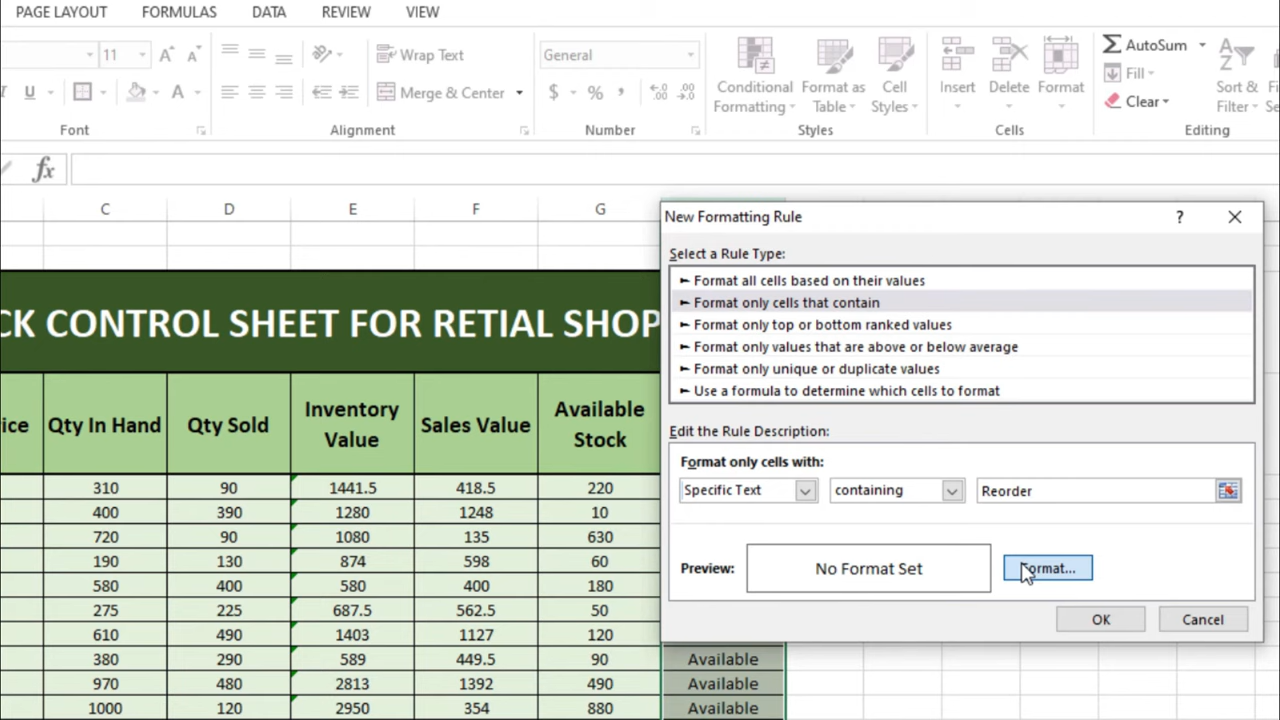 PAGE LAYOUT FORMULAS DATA REVIEW VIEW
11 A A Wrap Text General Conditional Formatting Format as Table Cell Styles Insert Delete Format AutoSum
U A Merge & Center $ % , .00 Fill Sort & Filter
Clear
Font Alignment Number Styles Cells Editing
fx
C D E F G
New Formatting Rule ? ×
Select a Rule Type:
► Format all cells based on their values
► Format only cells that contain
► Format only top or bottom ranked values
► Format only values that are above or below average
► Format only unique or duplicate values
► Use a formula to determine which cells to format
Edit the Rule Description:
Format only cells with:
Specific Text containing Reorder
Preview: No Format Set Format...
OK Cancel
CK CONTROL SHEET FOR RETIAL SHOP
ice Qty In Hand Qty Sold Inventory Value Sales Value Available Stock
310 90 1441.5 418.5 220
400 390 1280 1248 10
720 90 1080 135 630
190 130 874 598 60
580 400 580 400 180
275 225 687.5 562.5 50
610 490 1403 1127 120
380 290 589 449.5 90 Available
970 480 2813 1392 490 Available
1000 120 2950 354 880 Available